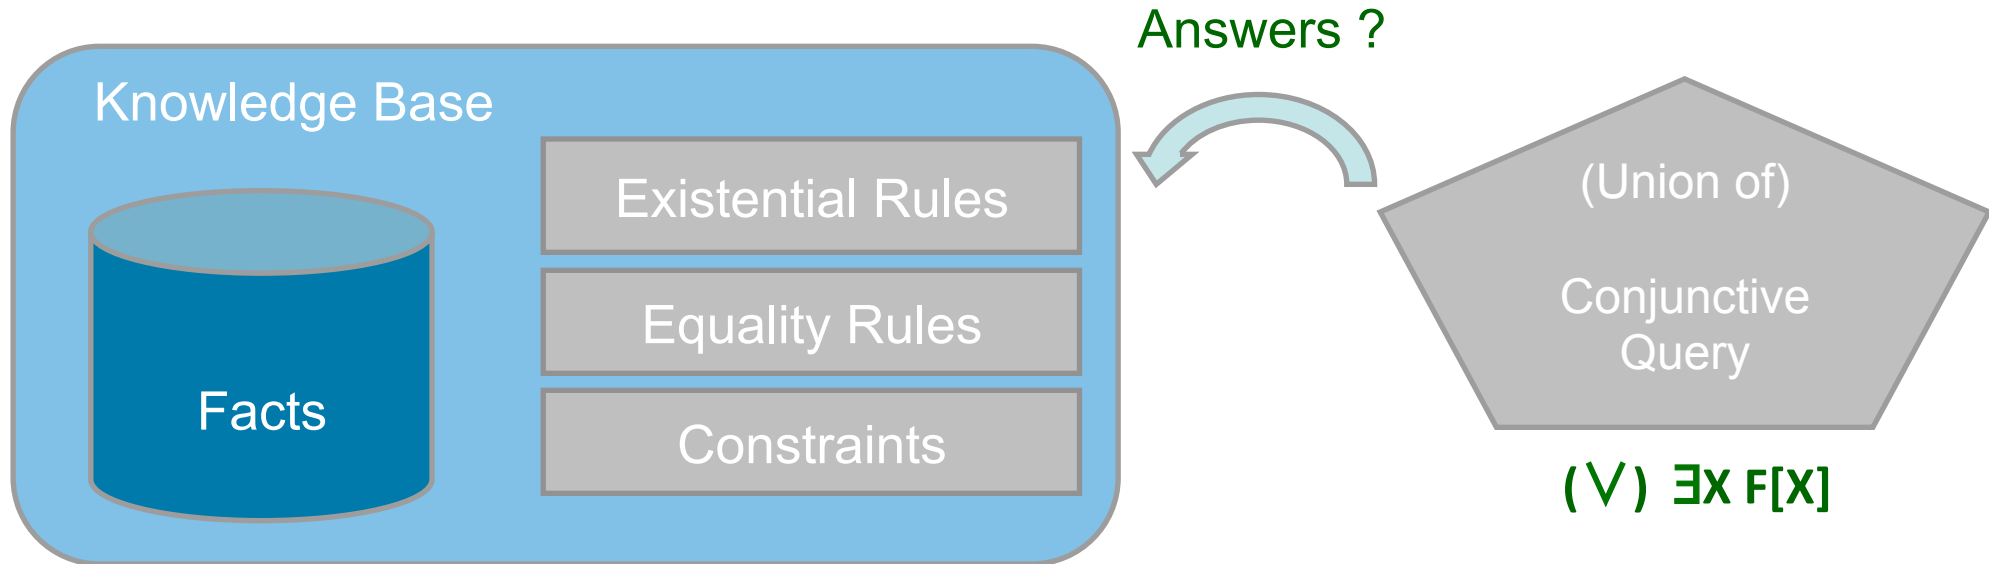 Answers ?
Knowledge Base
Existential Rules
Equality Rules
Constraints
Facts
(Union of)
Conjunctive
Query
(∨) ∃X F[X]